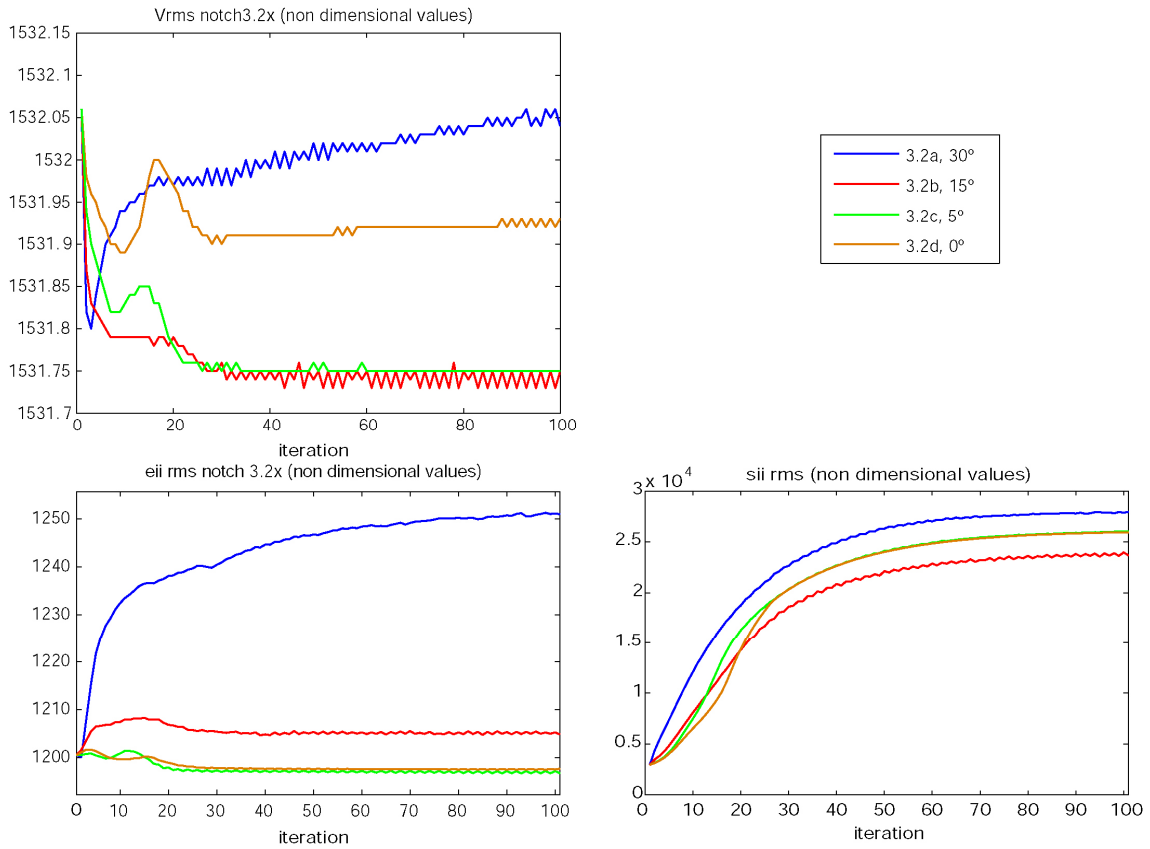 Vrms notch3.2x (non dimensional values)
1532.15
1532.1
1532.05
1532
1531.95
1531.9
1531.85
1531.8
1531.75
1531.7
0 20 40 60 80 100
iteration
3.2a, 30º
3.2b, 15º
3.2c, 5º
3.2d, 0º
eii rms notch 3.2x (non dimensional values)
1250
1240
1230
1220
1210
1200
0 10 20 30 40 50 60 70 80 90 100
iteration
sii rms (non dimensional values)
3 x 10⁴
2.5
2
1.5
1
0.5
0
0 10 20 30 40 50 60 70 80 90 100
iteration